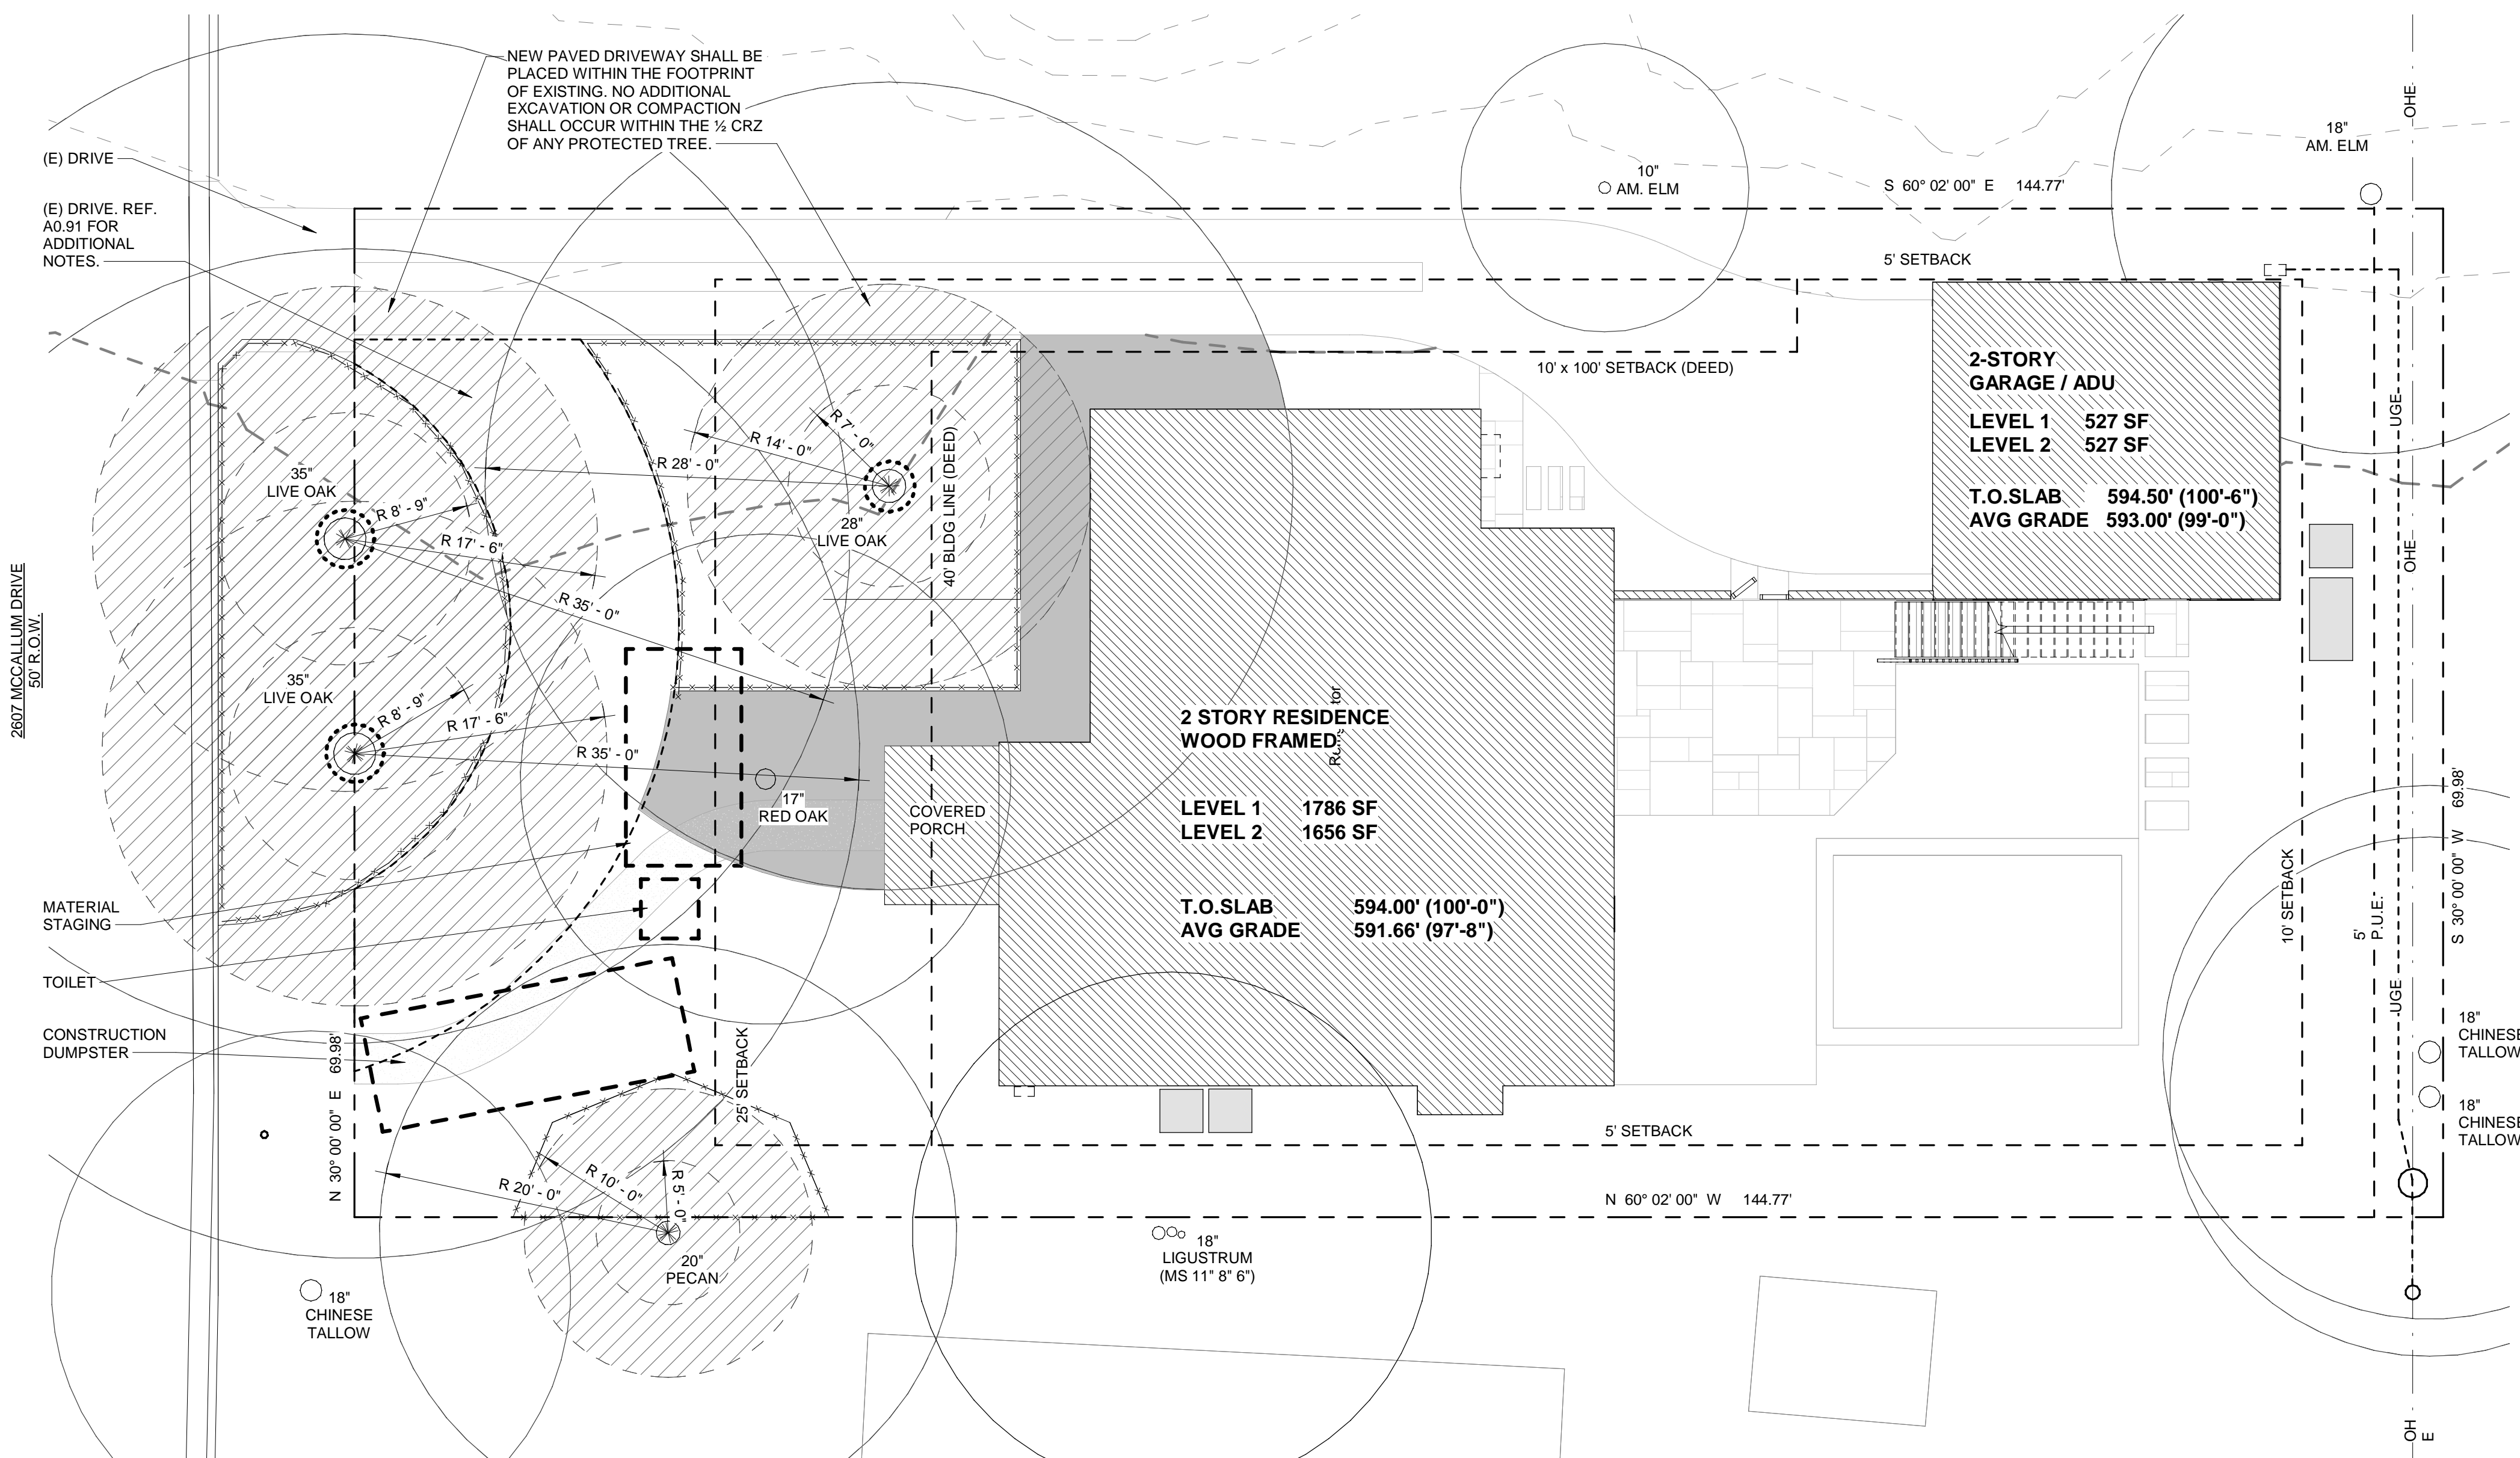 NEW PAVED DRIVEWAY SHALL BE
PLACED WITHIN THE FOOTPRINT
OF EXISTING. NO ADDITIONAL
EXCAVATION OR COMPACTION
SHALL OCCUR WITHIN THE ½ CRZ
OF ANY PROTECTED TREE.
(E) DRIVE
(E) DRIVE. REF.
A0.91 FOR
ADDITIONAL
NOTES.
10"
AM. ELM
S 60° 02' 00" E 144.77'
18"
AM. ELM
OHE
5' SETBACK
10' x 100' SETBACK (DEED)
2-STORY
GARAGE / ADU
LEVEL 1 527 SF
LEVEL 2 527 SF
T.O.SLAB 594.50' (100'-6")
AVG GRADE 593.00' (99'-0")
UGE
OHE
R 7' - 0"
R 14' - 0"
R 28' - 0"
28"
LIVE OAK
40' BLDG LINE (DEED)
35"
LIVE OAK
R 8' - 9"
R 17' - 6"
R 35' - 0"
2607 MCCALLUM DRIVE
50' R.O.W.
35"
LIVE OAK
R 8' - 9"
R 17' - 6"
R 35' - 0"
17"
RED OAK
COVERED
PORCH
2 STORY RESIDENCE
WOOD FRAMED
LEVEL 1 1786 SF
LEVEL 2 1656 SF
T.O.SLAB 594.00' (100'-0")
AVG GRADE 591.66' (97'-8")
10' SETBACK
5'
P.U.E.
S 30° 00' 00" W 69.98'
UGE
MATERIAL
STAGING
TOILET
CONSTRUCTION
DUMPSTER
N 30° 00' 00" E 69.98'
25' SETBACK
5' SETBACK
N 60° 02' 00" W 144.77'
R 20' - 0"
R 10' - 0"
R 5' - 0"
20"
PECAN
18"
CHINESE
TALLOW
18"
LIGUSTRUM
(MS 11" 8" 6")
18"
CHINESE
TALLOW
18"
CHINESE
TALLOW
OH
E